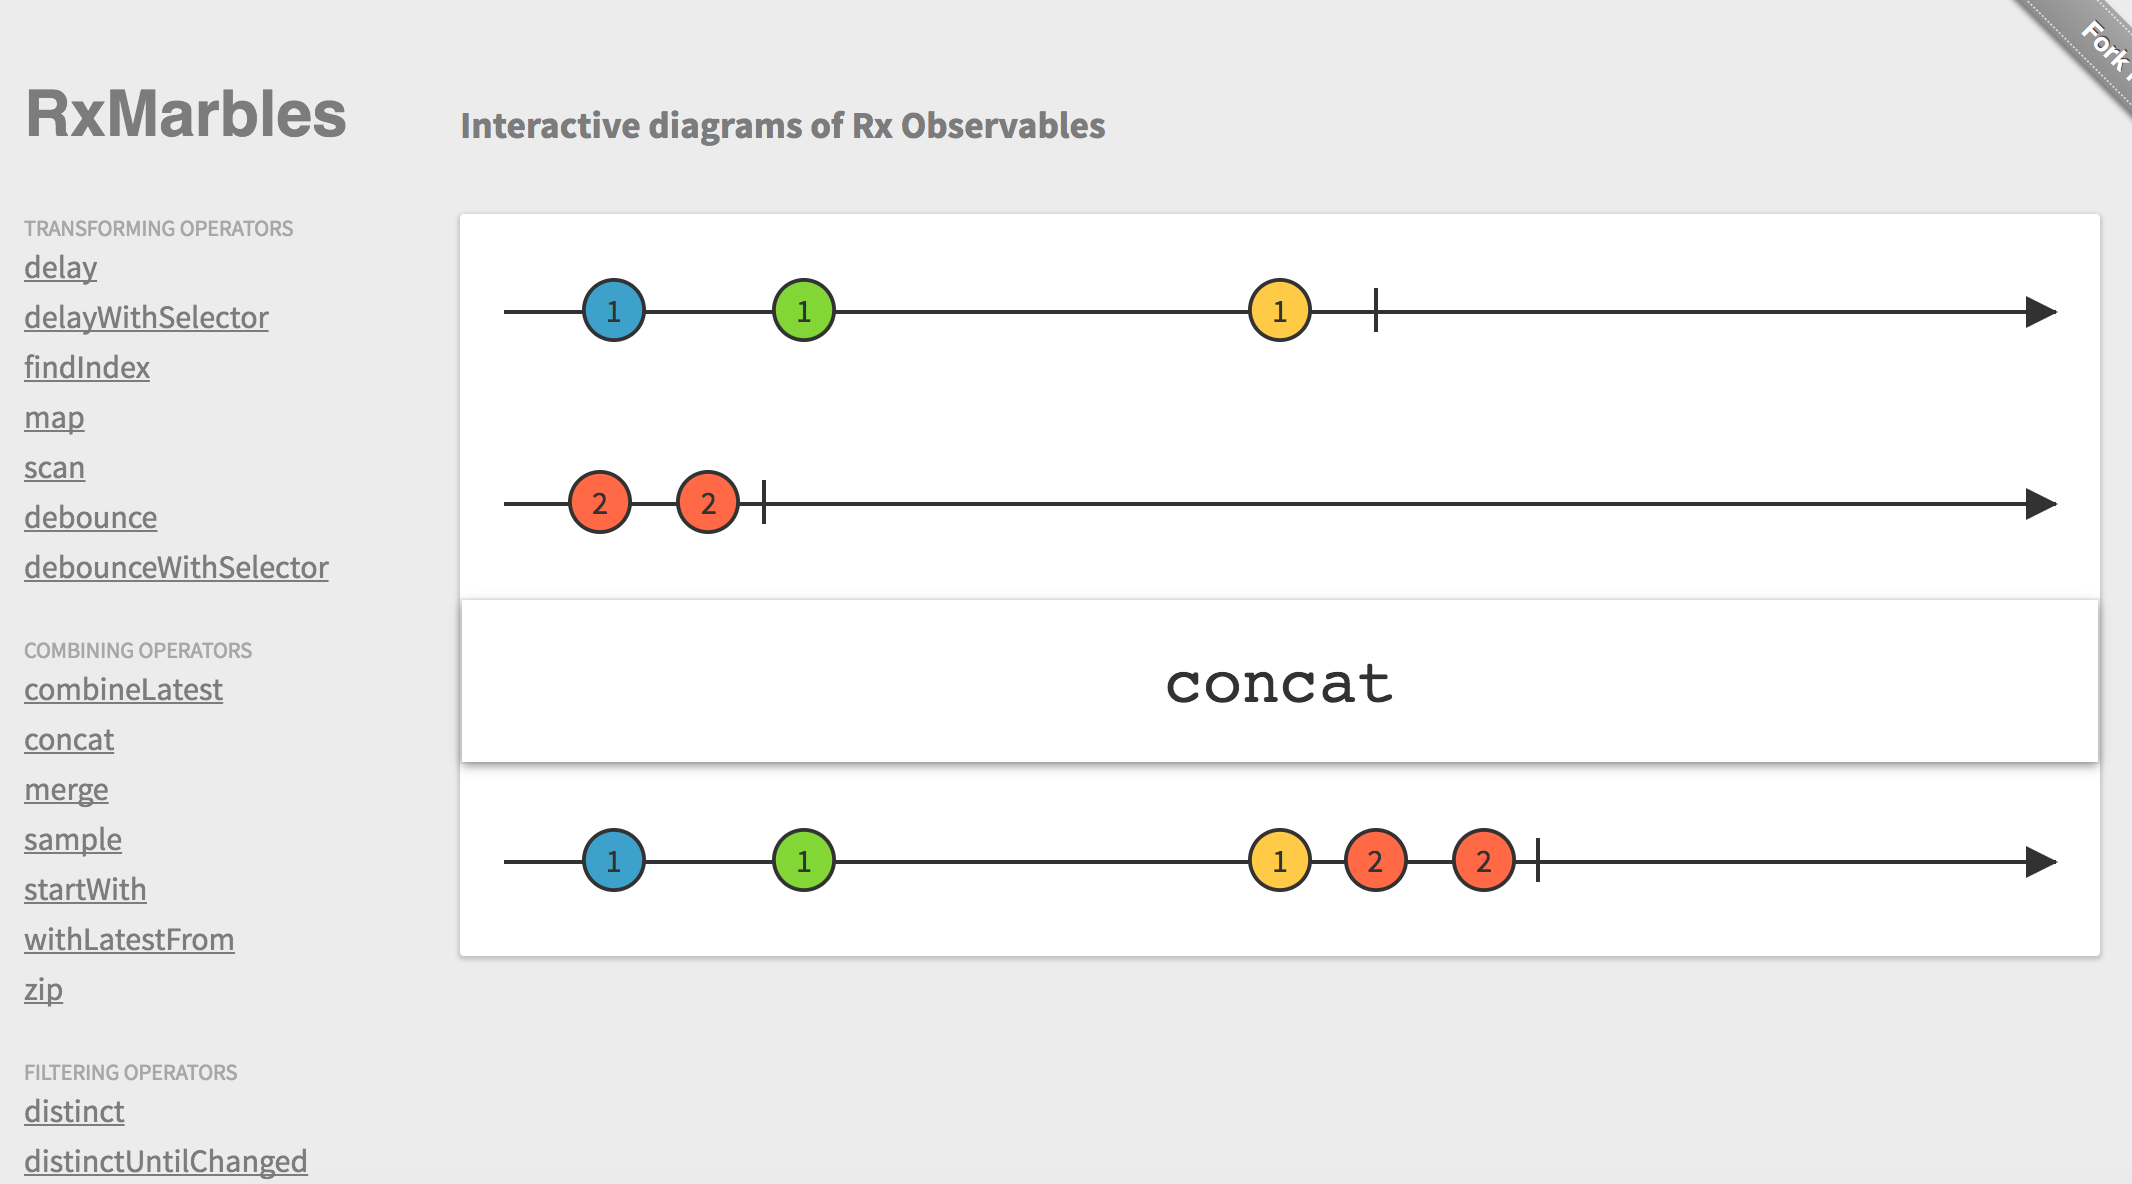 Fork
RxMarbles
Interactive diagrams of Rx Observables
TRANSFORMING OPERATORS
delay
delayWithSelector
findIndex
map
scan
debounce
debounceWithSelector
COMBINING OPERATORS
combineLatest
concat
merge
sample
startWith
withLatestFrom
zip
FILTERING OPERATORS
distinct
distinctUntilChanged
1 1 1
2 2
concat
1 1 1 2 2